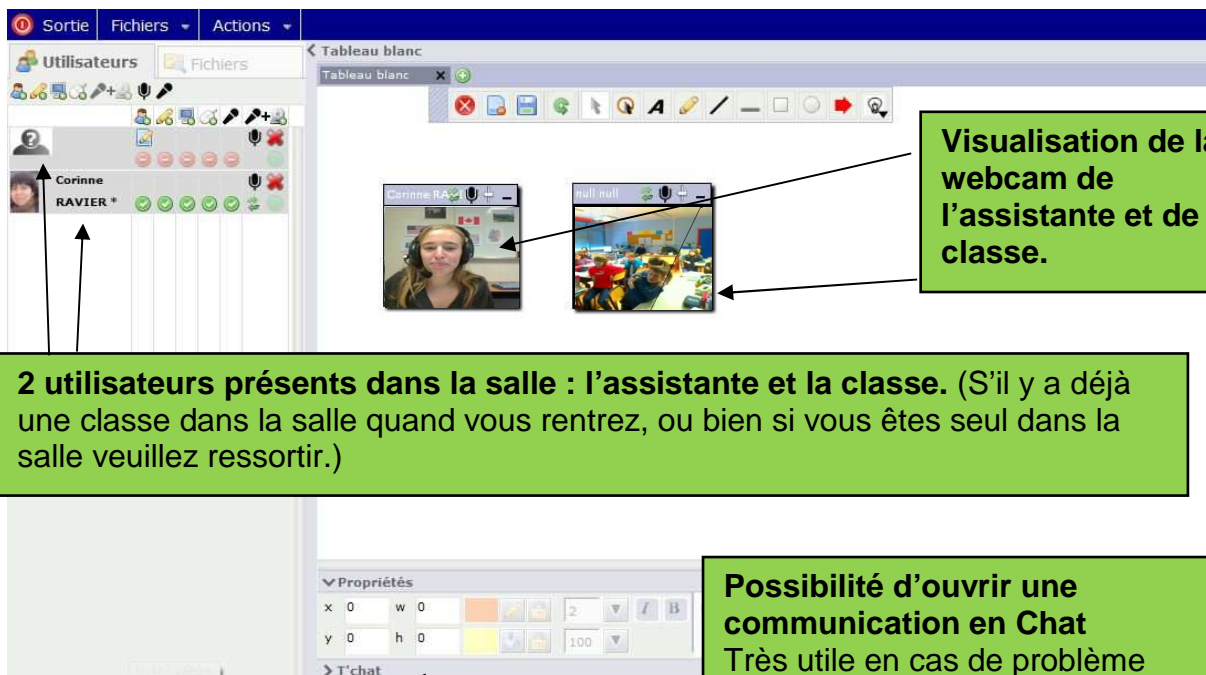 Sortie Fichiers Actions
Utilisateurs Fichiers
Corinne
RAVIER *
Tableau blanc
Tableau blanc x
A
Corinne RA
null null
Visualisation de la
webcam de
l’assistante et de
classe.
2 utilisateurs présents dans la salle : l’assistante et la classe. (S’il y a déjà
une classe dans la salle quand vous rentrez, ou bien si vous êtes seul dans la
salle veuillez ressortir.)
Propriétés
x 0 w 0 2 I B
y 0 h 0 100
T'chat
Possibilité d’ouvrir une
communication en Chat
Très utile en cas de problème